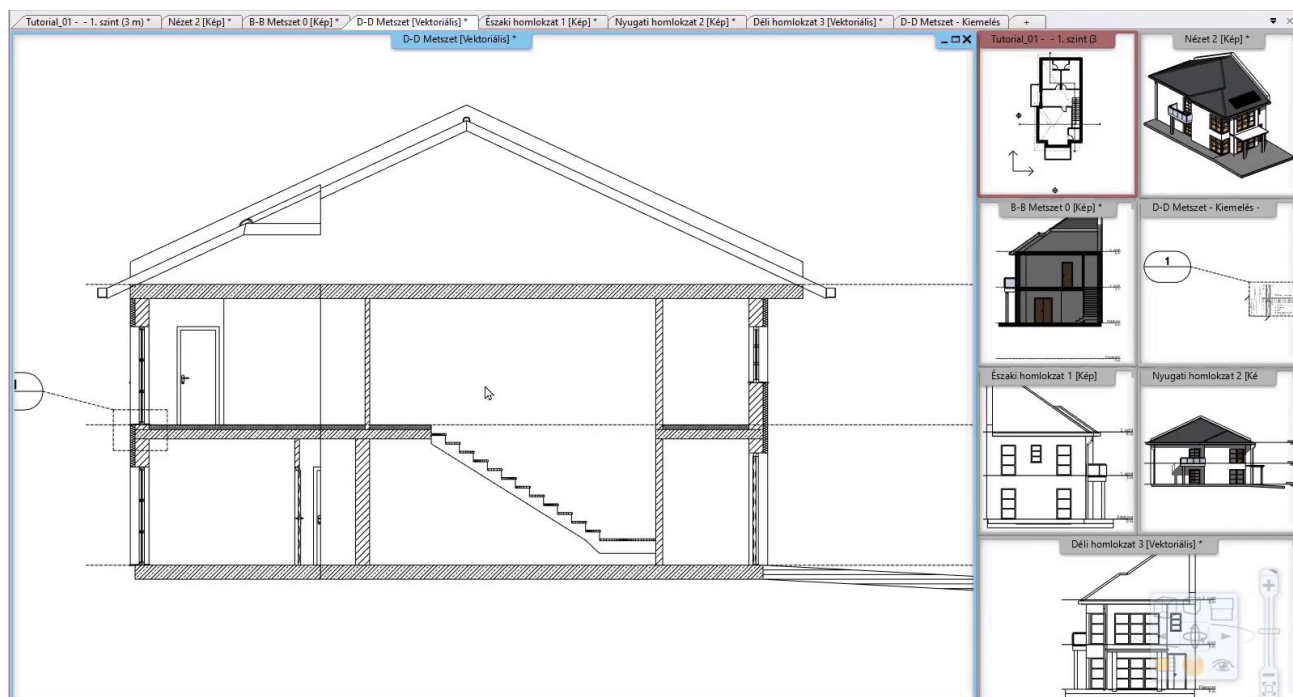 Tutorial_01 - - 1. szint (3 m) * Nézet 2 [Kép] * B-B Metszet 0 [Kép] * D-D Metszet [Vektoriális] * Északi homlokzat 1 [Kép] * Nyugati homlokzat 2 [Kép] * Déli homlokzat 3 [Vektoriális] * D-D Metszet - Kiemelés +
D-D Metszet [Vektoriális] *
Tutorial_01 - - 1. szint (3
Nézet 2 [Kép] *
B-B Metszet 0 [Kép] *
D-D Metszet - Kiemelés -
1
Északi homlokzat 1 [Kép]
Nyugati homlokzat 2 [Ké
Déli homlokzat 3 [Vektoriális] *